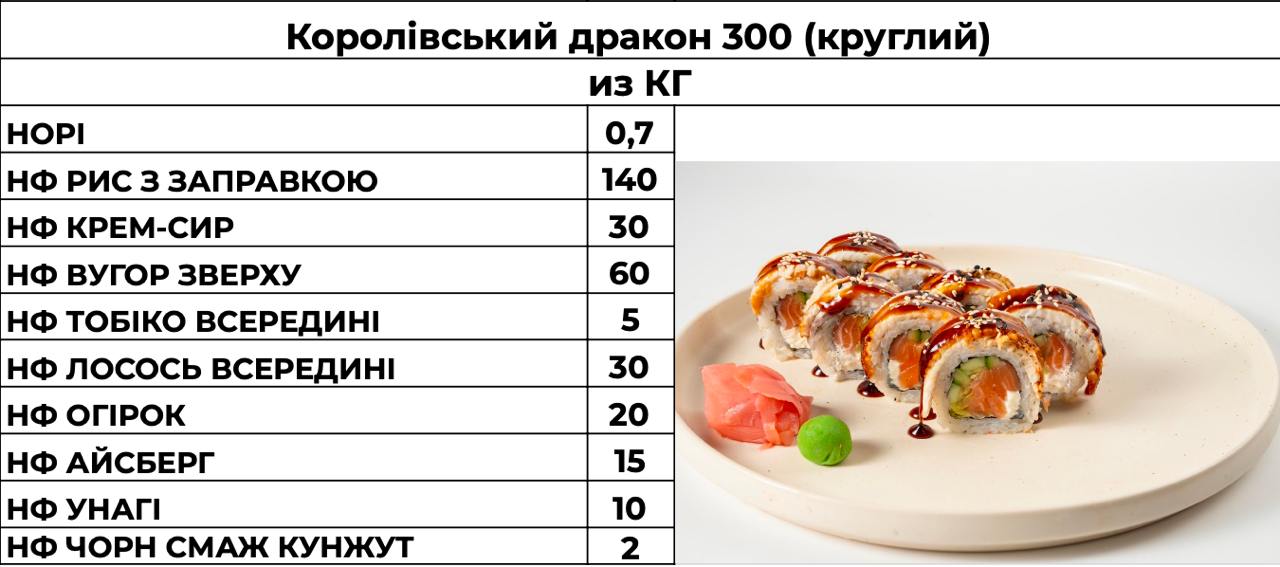 Королівський дракон 300 (круглий)
из КГ
НОРІ 0,7
НФ РИС З ЗАПРАВКОЮ 140
НФ КРЕМ-СИР 30
НФ ВУГОР ЗВЕРХУ 60
НФ ТОБІКО ВСЕРЕДИНІ 5
НФ ЛОСОСЬ ВСЕРЕДИНІ 30
НФ ОГІРОК 20
НФ АЙСБЕРГ 15
НФ УНАГІ 10
НФ ЧОРН СМАЖ КУНЖУТ 2